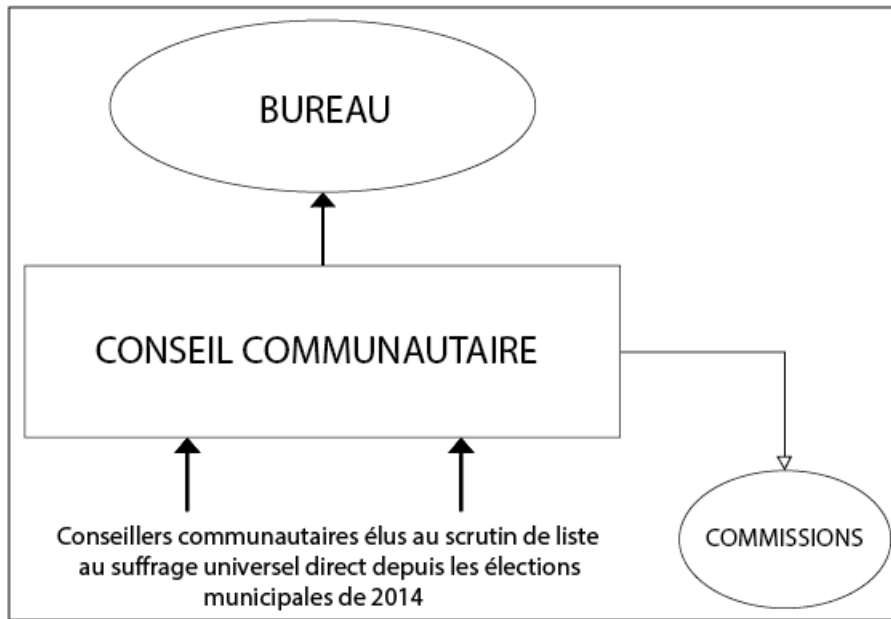 BUREAU
CONSEIL COMMUNAUTAIRE
Conseillers communautaires élus au scrutin de liste
au suffrage universel direct depuis les élections
municipales de 2014
COMMISSIONS